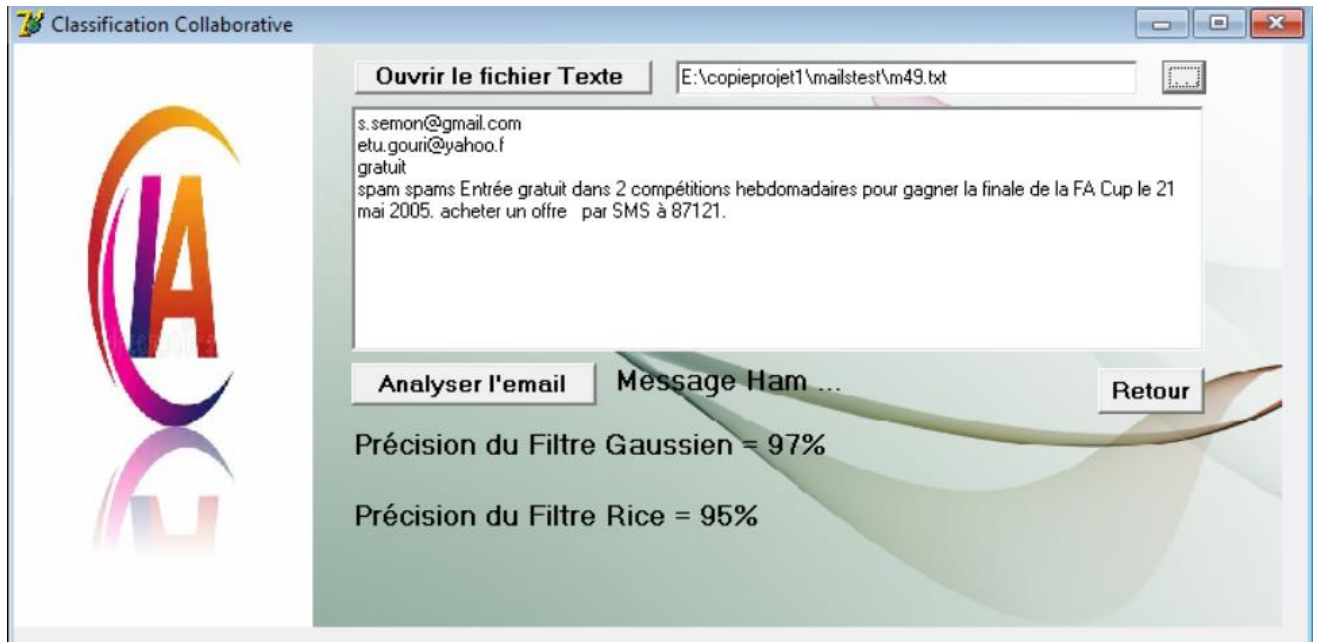 Classification Collaborative
Ouvrir le fichier Texte E:\copieprojet1\mailstest\m49.txt ...
s.semon@gmail.com
etu.gouri@yahoo.f
gratuit
spam spams Entrée gratuit dans 2 compétitions hebdomadaires pour gagner la finale de la FA Cup le 21
mai 2005. acheter un offre   par SMS à 87121.
Analyser l'email Message Ham ... Retour
Précision du Filtre Gaussien = 97%
Précision du Filtre Rice = 95%
IA